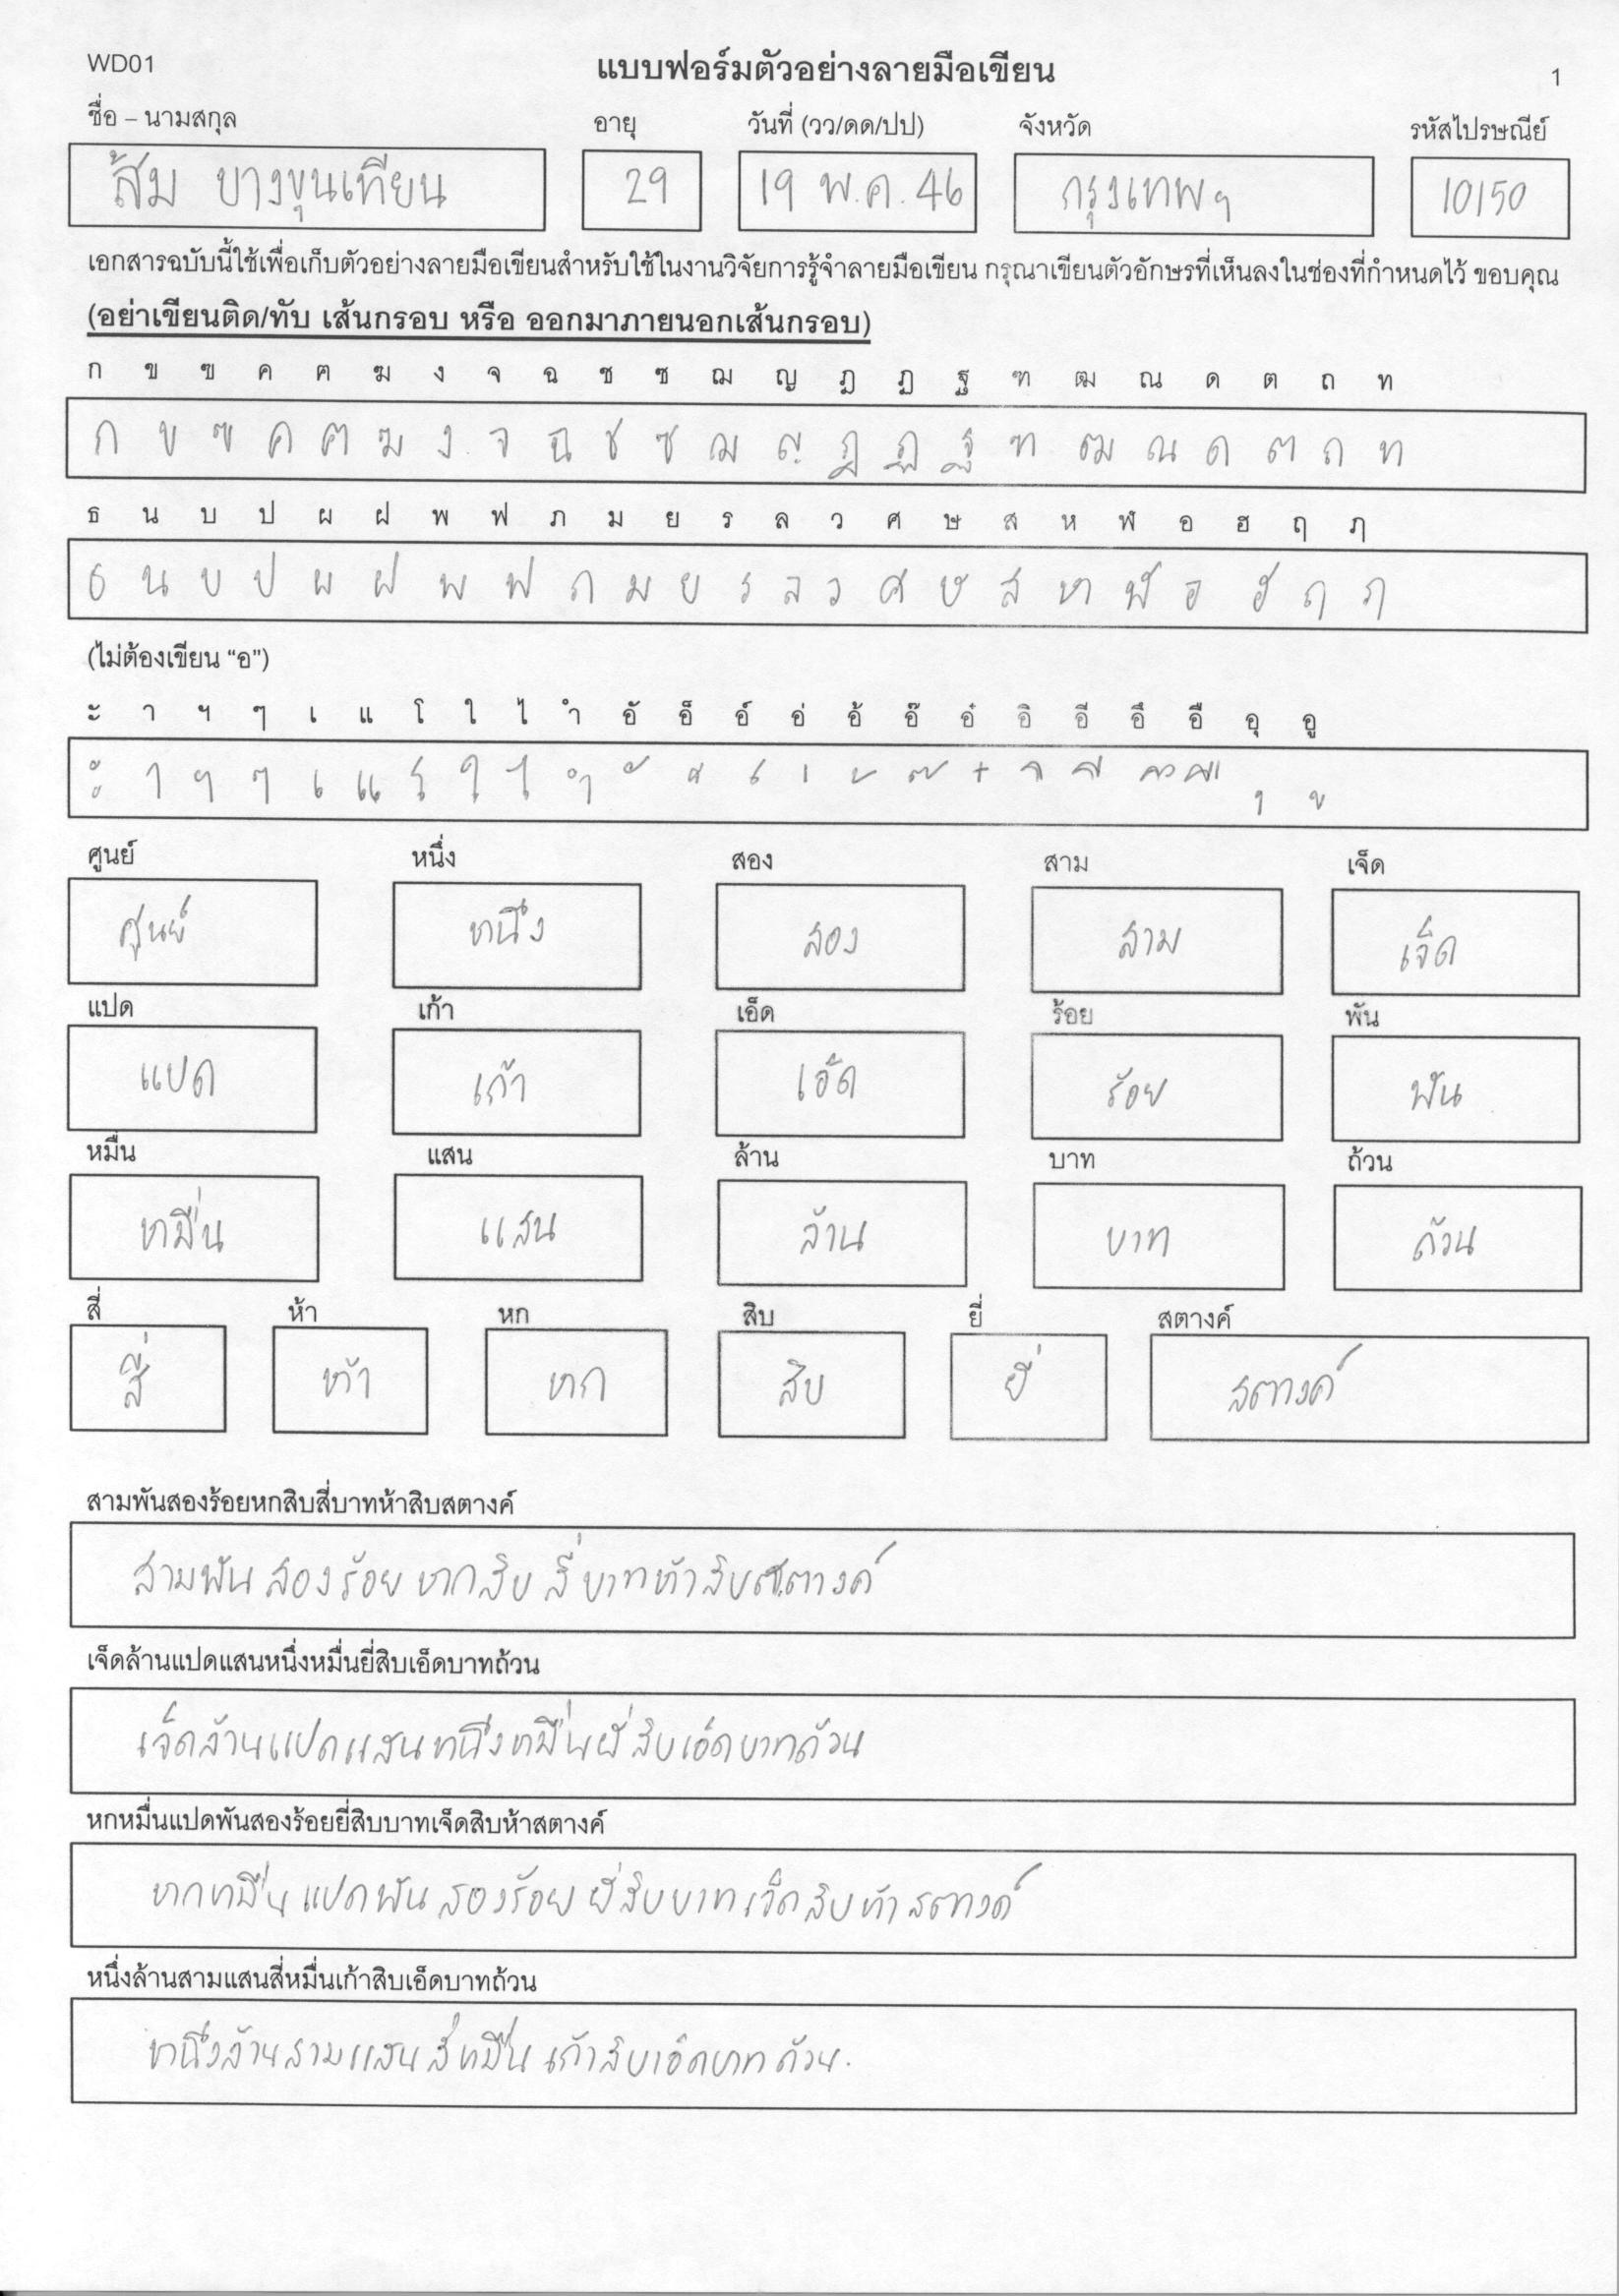 WD01 แบบฟอร์มตัวอย่างลายมือเขียน 1
ชื่อ – นามสกุล อายุ วันที่ (วว/ดด/ปป) จังหวัด รหัสไปรษณีย์
ส้ม บางขุนเทียน 29 19 พ.ค. 46 กรุงเทพฯ 10150
เอกสารฉบับนี้ใช้เพื่อเก็บตัวอย่างลายมือเขียนสำหรับใช้ในงานวิจัยการรู้จำลายมือเขียน กรุณาเขียนตัวอักษรที่เห็นลงในช่องที่กำหนดไว้ ขอบคุณ
(อย่าเขียนติด/ทับ เส้นกรอบ หรือ ออกมาภายนอกเส้นกรอบ)
ก ข ฃ ค ฅ ฆ ง จ ฉ ช ซ ฌ ญ ฎ ฏ ฐ ฑ ฒ ณ ด ต ถ ท
ก ข ฃ ค ฅ ฆ ง จ ฉ ช ซ ฌ ญ ฎ ฏ ฐ ฑ ฒ ณ ด ต ถ ท
ธ น บ ป ผ ฝ พ ฟ ภ ม ย ร ล ว ศ ษ ส ห ฬ อ ฮ ฤ ฦ
ธ น บ ป ผ ฝ พ ฟ ภ ม ย ร ล ว ศ ษ ส ห ฬ อ ฮ ฤ ฦ
(ไม่ต้องเขียน “อ”)
ะ า ฯ ๆ เ แ โ ใ ไ ำ อั อ็ อ์ อ่ อ้ อ๊ อ๋ อิ อี อึ อื อุ อู
ะ า ฯ ๆ เ แ โ ใ ไ ำ ั ็ ์ ่ ้ ๊ ๋ ิ ี ึ ื ุ ู
ศูนย์ หนึ่ง สอง สาม เจ็ด
ศูนย์ หนึ่ง สอง สาม เจ็ด
แปด เก้า เอ็ด ร้อย พัน
แปด เก้า เอ็ด ร้อย พัน
หมื่น แสน ล้าน บาท ถ้วน
หมื่น แสน ล้าน บาท ถ้วน
สี่ ห้า หก สิบ ยี่ สตางค์
สี่ ห้า หก สิบ ยี่ สตางค์
สามพันสองร้อยหกสิบสี่บาทห้าสิบสตางค์
สามพันสองร้อยหกสิบสี่บาทห้าสิบสตางค์
เจ็ดล้านแปดแสนหนึ่งหมื่นยี่สิบเอ็ดบาทถ้วน
เจ็ดล้านแปดแสนหนึ่งหมื่นยี่สิบเอ็ดบาทถ้วน
หกหมื่นแปดพันสองร้อยยี่สิบบาทเจ็ดสิบห้าสตางค์
หกหมื่นแปดพันสองร้อยยี่สิบบาทเจ็ดสิบห้าสตางค์
หนึ่งล้านสามแสนสี่หมื่นเก้าสิบเอ็ดบาทถ้วน
หนึ่งล้านสามแสนสี่หมื่นเก้าสิบเอ็ดบาทถ้วน.